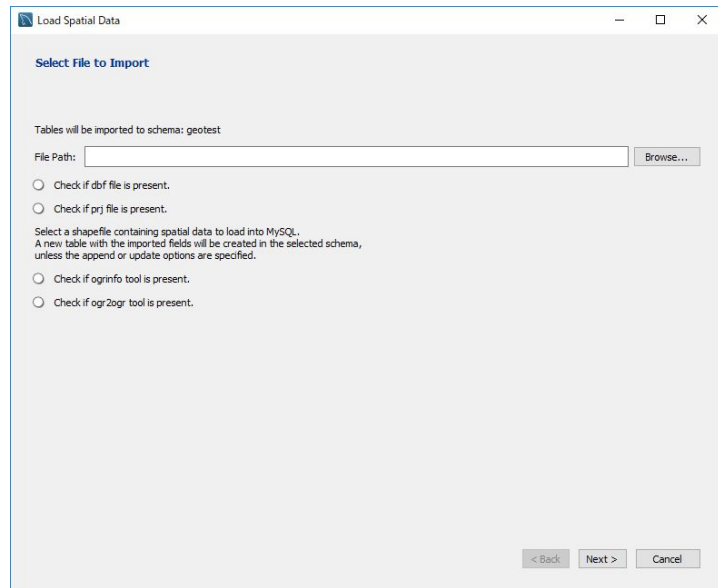 Load Spatial Data
Select File to Import
Tables will be imported to schema: geotest
File Path:
Browse...
Check if dbf file is present.
Check if prj file is present.
Select a shapefile containing spatial data to load into MySQL.
A new table with the imported fields will be created in the selected schema,
unless the append or update options are specified.
Check if ogrinfo tool is present.
Check if ogr2ogr tool is present.
< Back
Next >
Cancel